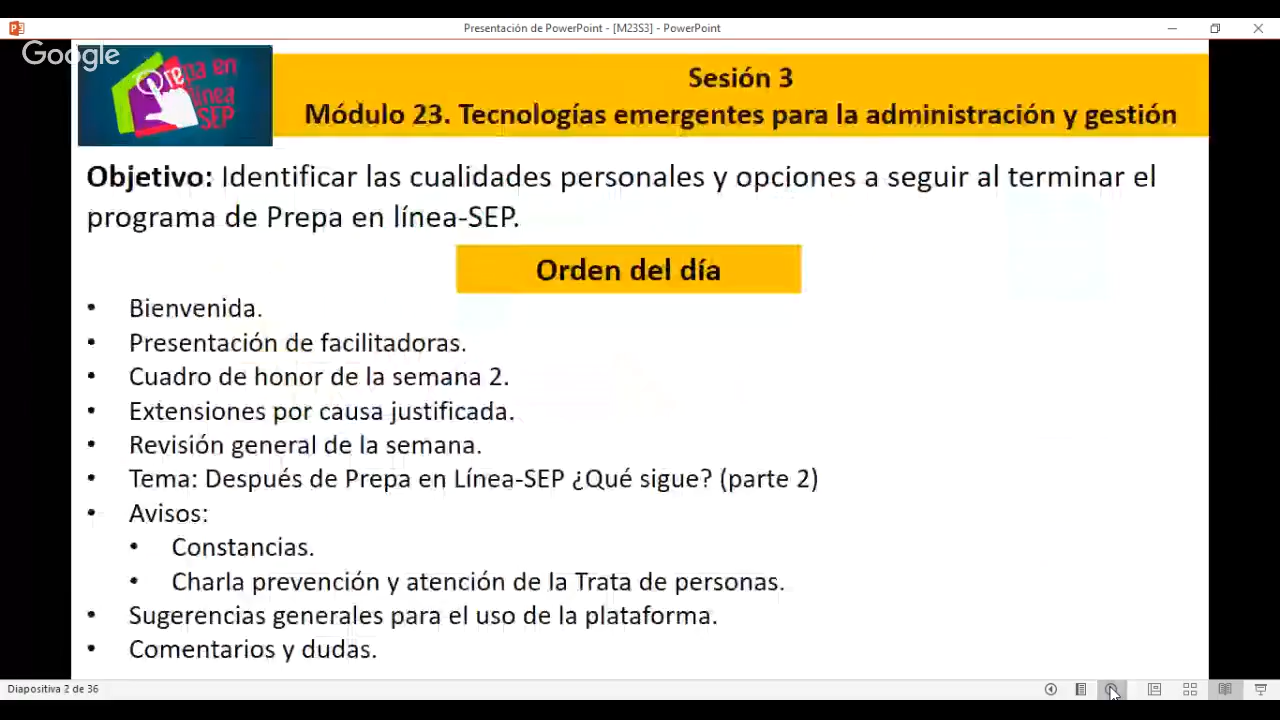 Presentación de PowerPoint - [M23S3] - PowerPoint
Google
Prepa en
línea
SEP
Sesión 3
Módulo 23. Tecnologías emergentes para la administración y gestión
Objetivo: Identificar las cualidades personales y opciones a seguir al terminar el
programa de Prepa en línea-SEP.
Orden del día
• Bienvenida.
• Presentación de facilitadoras.
• Cuadro de honor de la semana 2.
• Extensiones por causa justificada.
• Revisión general de la semana.
• Tema: Después de Prepa en Línea-SEP ¿Qué sigue? (parte 2)
• Avisos:
• Constancias.
• Charla prevención y atención de la Trata de personas.
• Sugerencias generales para el uso de la plataforma.
• Comentarios y dudas.
Diapositiva 2 de 36